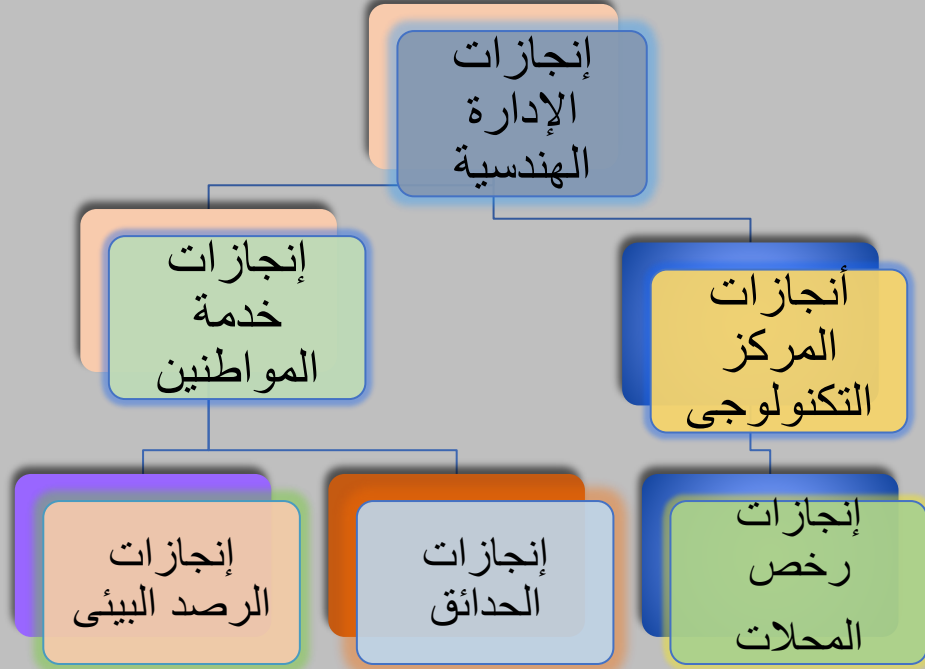 إنجازات
الإدارة
الهندسية
أنجازات
المركز
التكنولوجى
إنجازات
خدمة
المواطنين
إنجازات
رخص
المحلات
إنجازات
الحدائق
إنجازات
الرصد البيئى